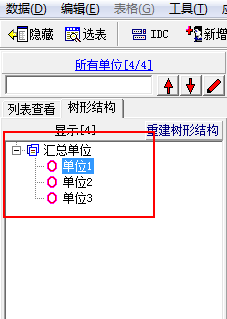 数据(D) 编辑(E) 表格(G) 工具(T)
隐藏 选表 IDC 新增
所有单位[4/4]
列表查看 树形结构
显示[4] 重建树形结构
汇总单位
单位1
单位2
单位3